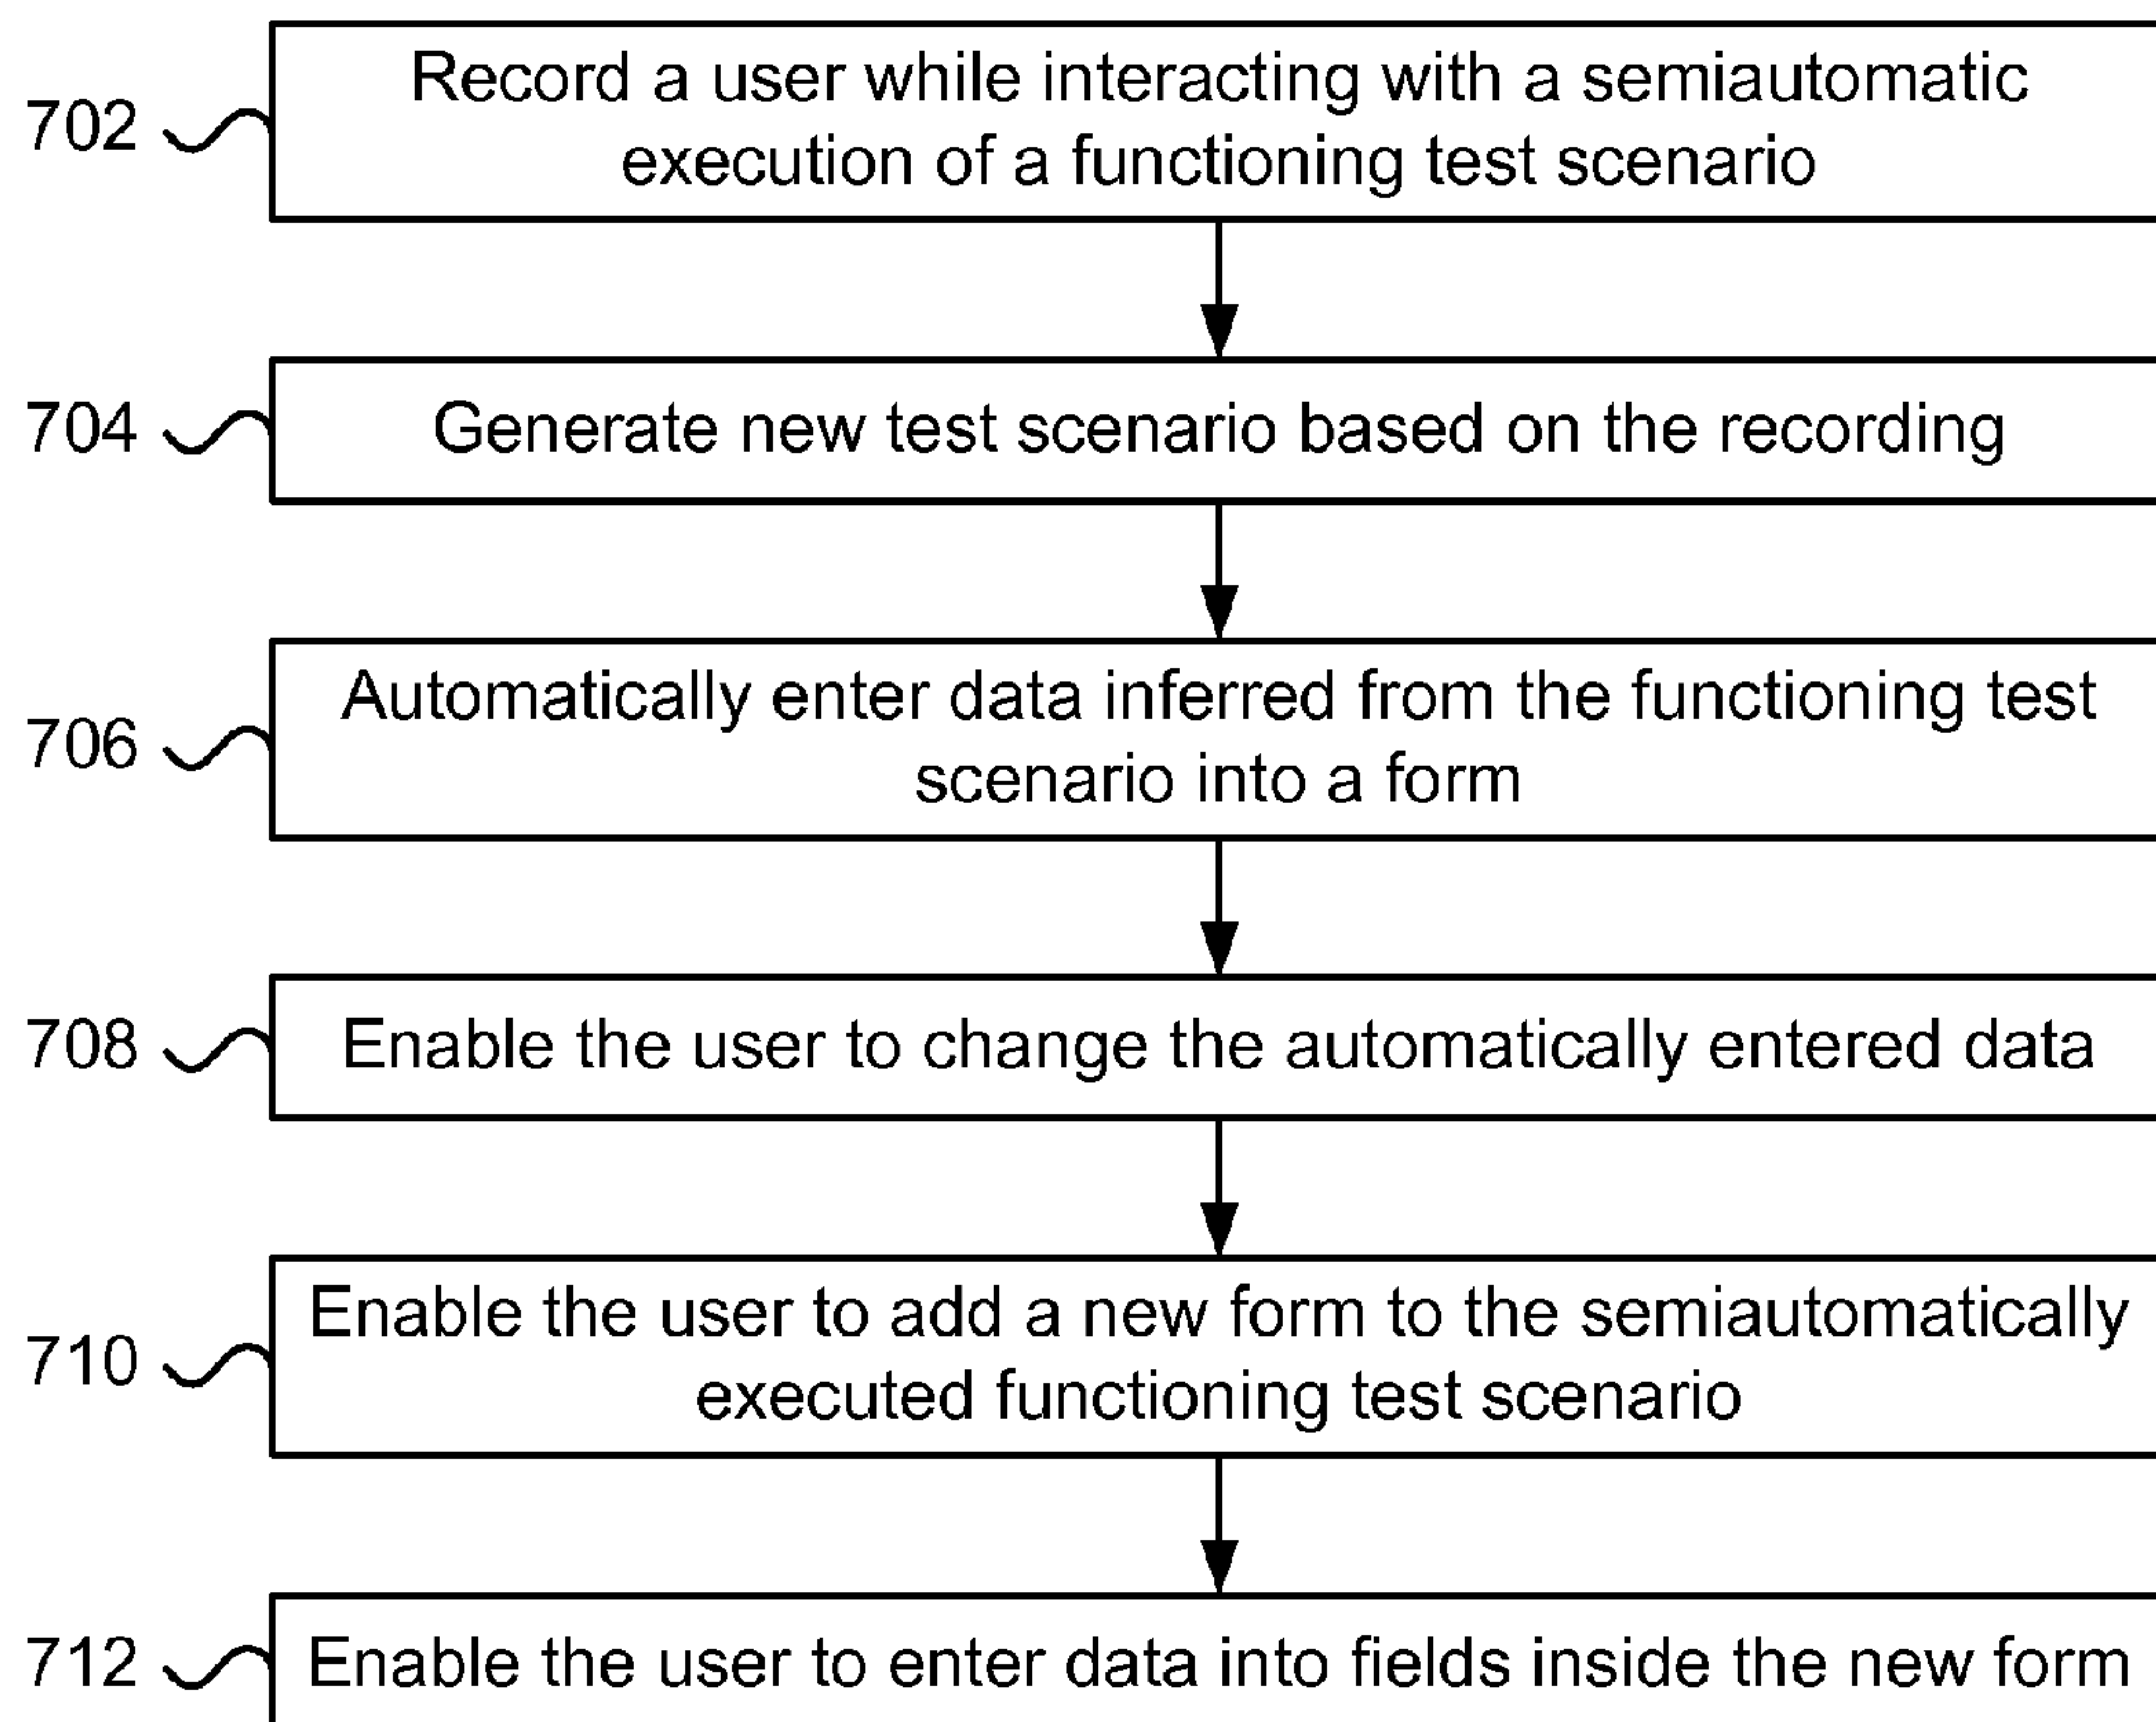 702
Record a user while interacting with a semiautomatic
execution of a functioning test scenario
704
Generate new test scenario based on the recording
706
Automatically enter data inferred from the functioning test
scenario into a form
708
Enable the user to change the automatically entered data
710
Enable the user to add a new form to the semiautomatically
executed functioning test scenario
712
Enable the user to enter data into fields inside the new form